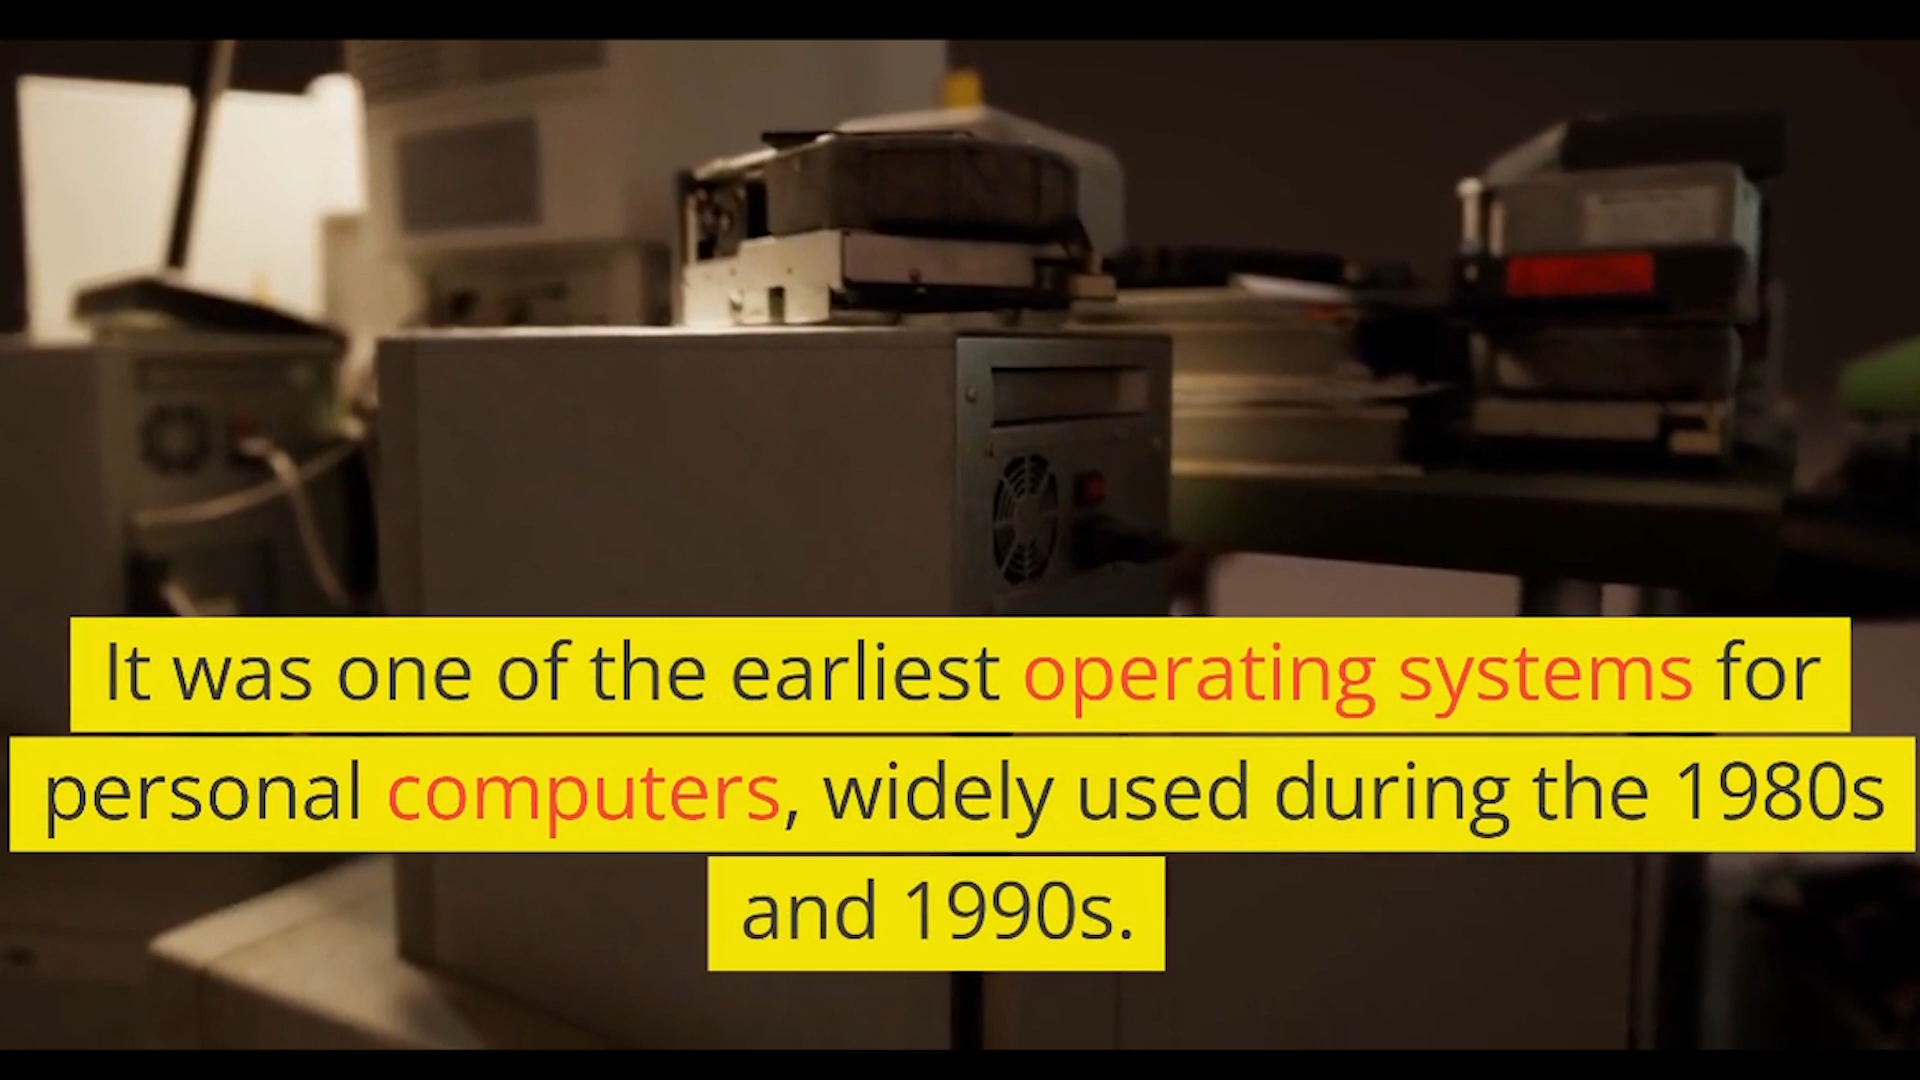 It was one of the earliest operating systems for
personal computers, widely used during the 1980s
and 1990s.